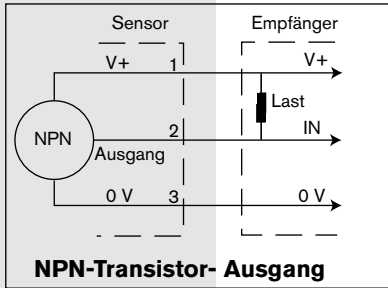 Sensor Empfänger
V+ 1 V+
Last
NPN 2 IN
Ausgang
0 V 3 0 V
NPN-Transistor- Ausgang